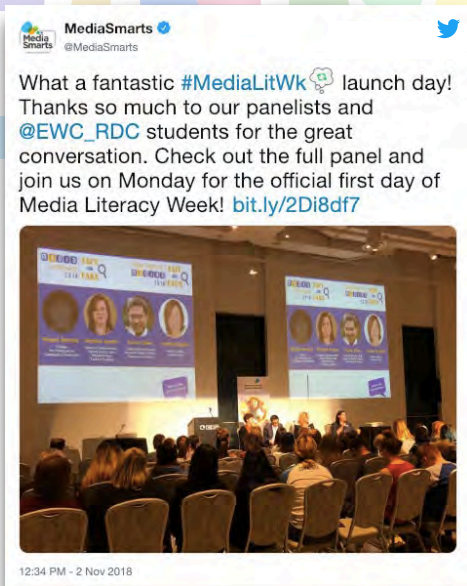 MediaSmarts
@MediaSmarts
Media
Smarts
What a fantastic #MediaLitWk launch day!
Thanks so much to our panelists and
@EWC_RDC students for the great
conversation. Check out the full panel and
join us on Monday for the official first day of
Media Literacy Week! bit.ly/2Di8df7
12:34 PM - 2 Nov 2018